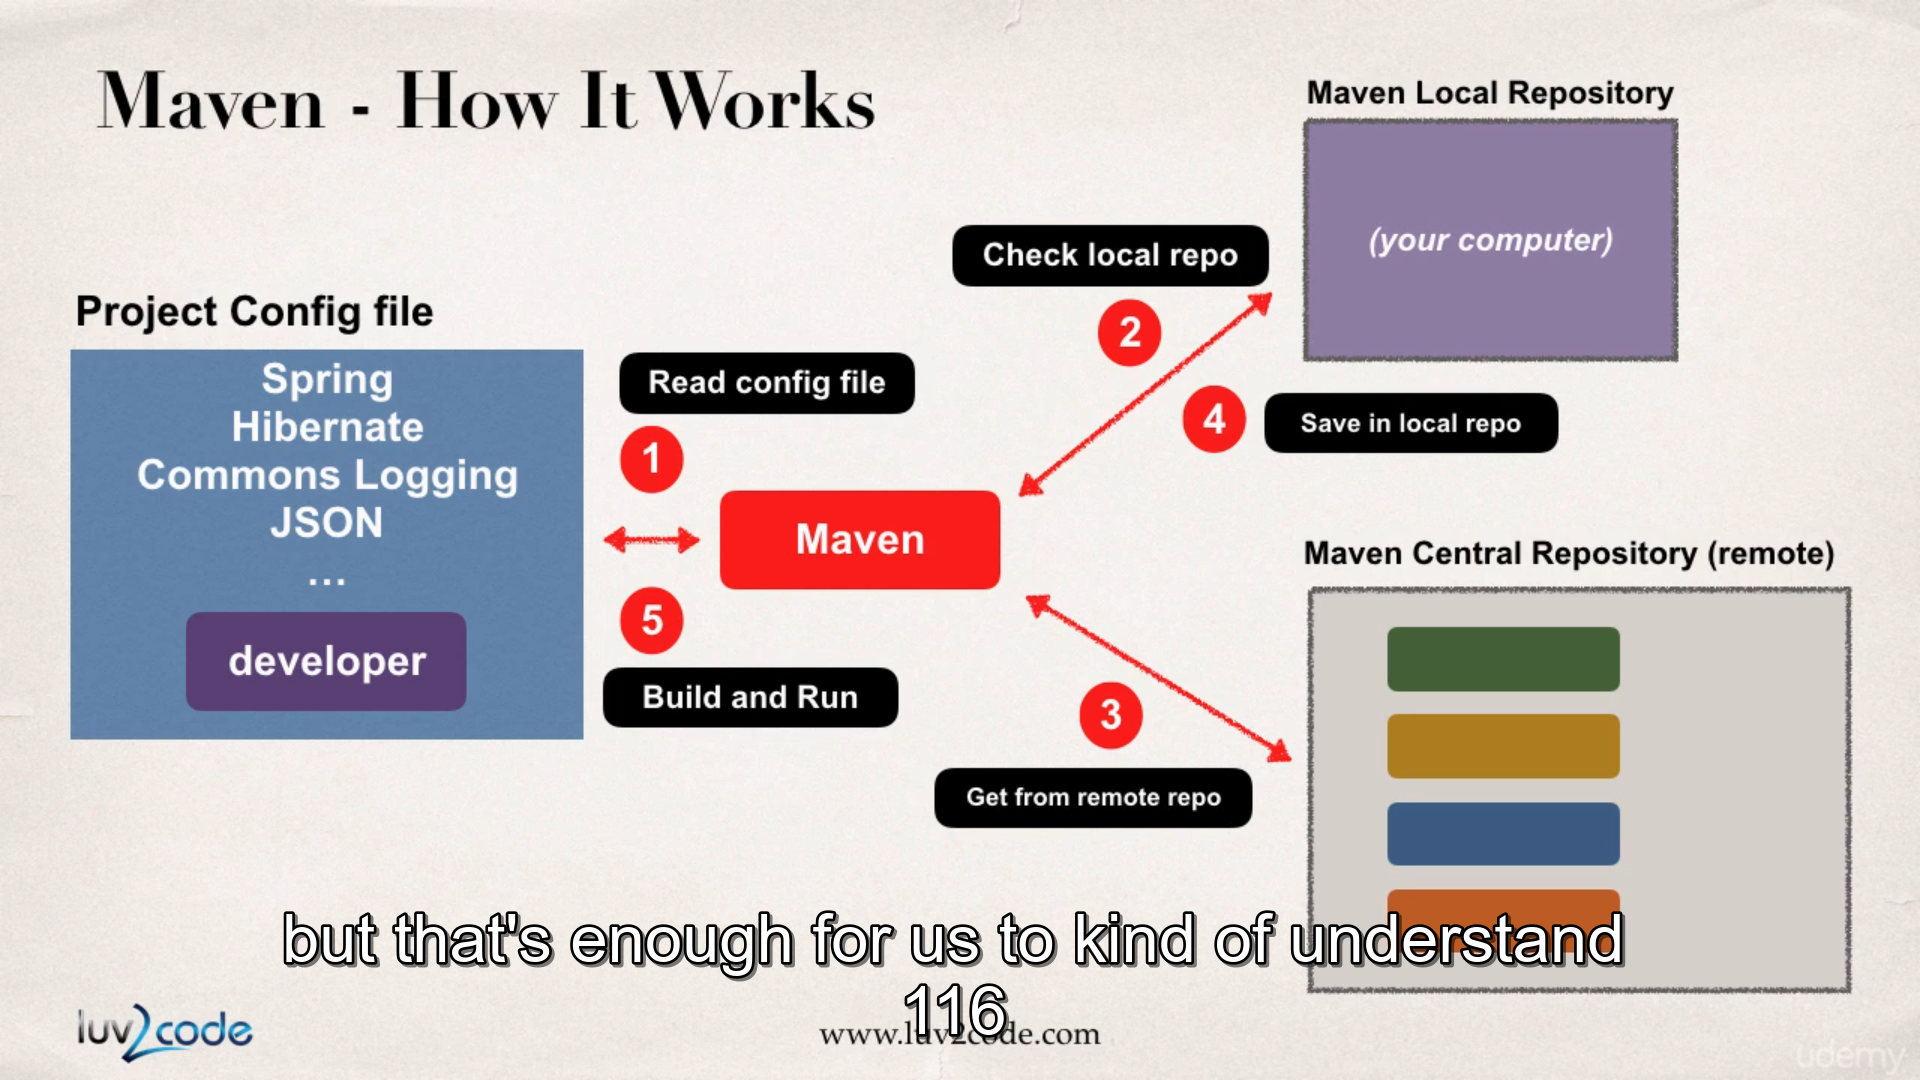 Maven - How It Works
Maven Local Repository
(your computer)
Check local repo
2
Project Config file
Spring
Hibernate
Commons Logging
JSON
...
developer
Read config file
1
4
Save in local repo
Maven
Maven Central Repository (remote)
5
Build and Run
3
Get from remote repo
but that's enough for us to kind of understand
116
luv2code
www.luv2code.com
udemy